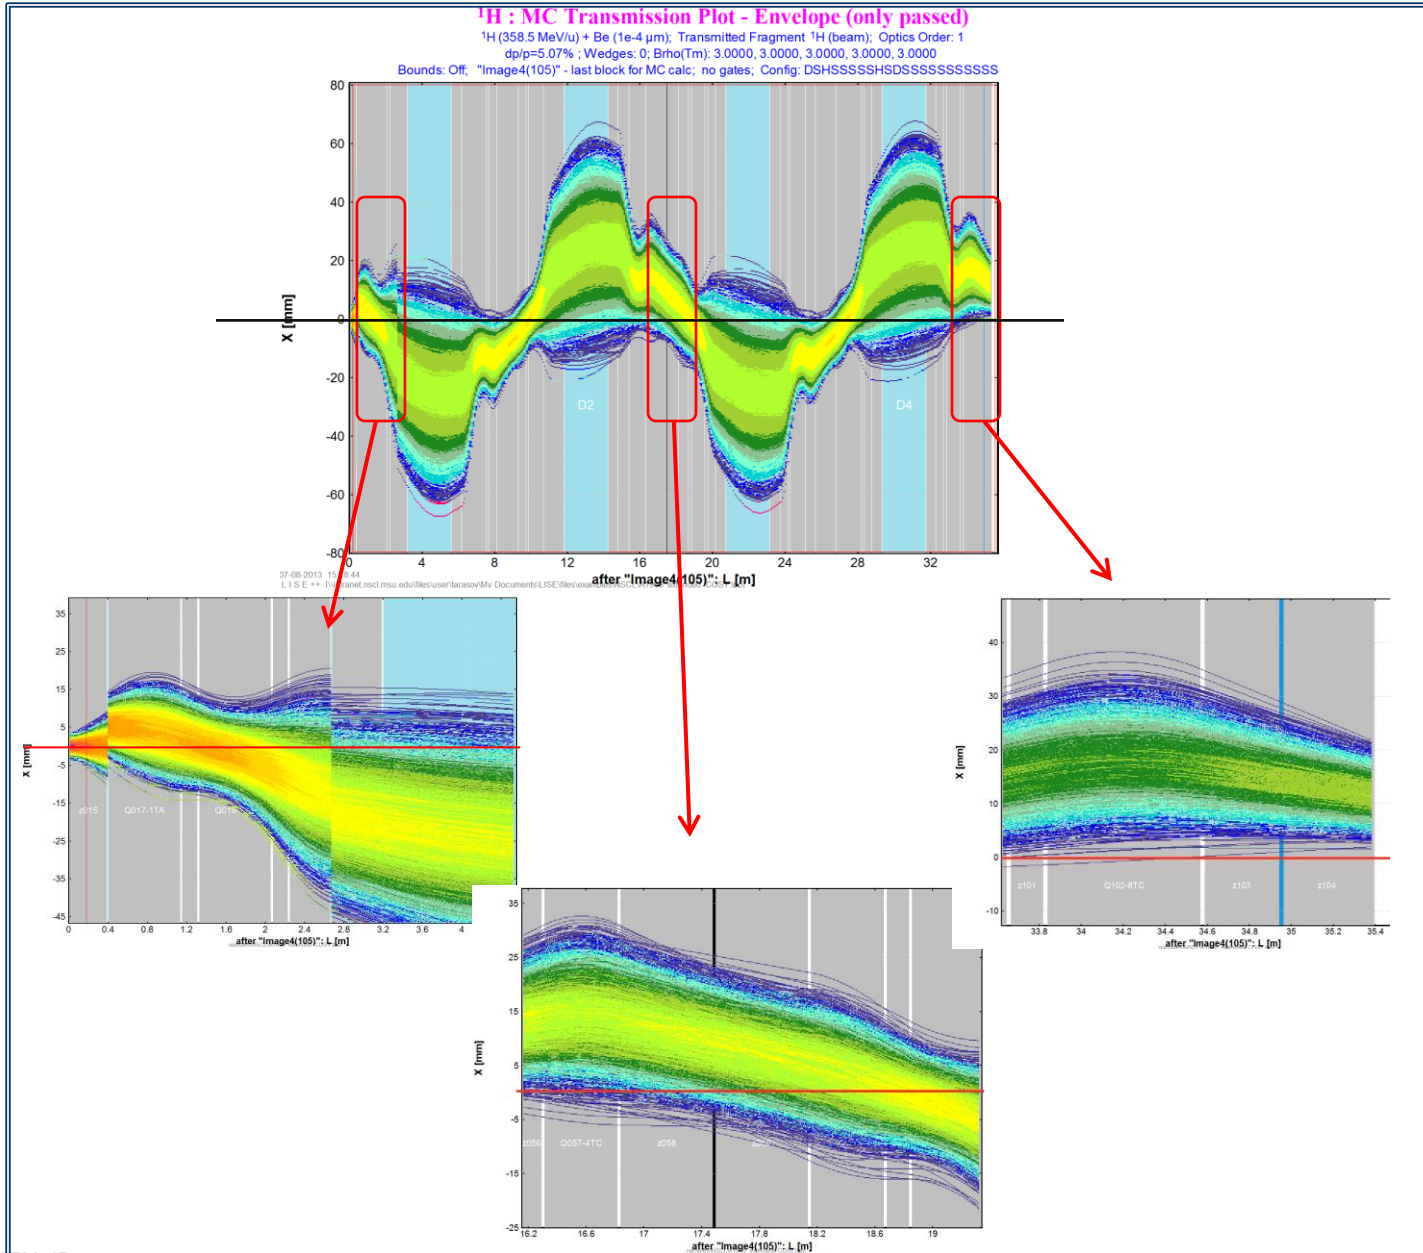 ¹H : MC Transmission Plot - Envelope (only passed)
¹H (358.5 MeV/u) + Be (1e-4 μm); Transmitted Fragment ¹H (beam); Optics Order: 1
dp/p=5.07% ; Wedges: 0; Brho(Tm): 3.0000, 3.0000, 3.0000, 3.0000, 3.0000
Bounds: Off; "Image4(105)" - last block for MC calc; no gates; Config: DSHSSSSSHSDSSSSSSSSSSS
80
60
40
20
0
-20
-40
-60
-80
X [mm]
D2
D4
0 4 8 12 16 20 24 28 32
after "Image4(105)": L [m]
07-08-2013
L I S E ++
35
25
15
5
-5
-15
-25
-35
-45
X [mm]
z015 Q017-1TA
0 0.4 0.8 1.2 1.6 2 2.4 2.8 3.2 3.6 4
after "Image4(105)": L [m]
35
25
15
5
-5
-15
-25
X [mm]
z056 Q057-4TC z058
16.2 16.6 17 17.4 17.8 18.2 18.6 19
after "Image4(105)": L [m]
40
30
20
10
0
-10
X [mm]
z101 Q102-8TC z103 z104
33.8 34 34.2 34.4 34.6 34.8 35 35.2 35.4
after "Image4(105)": L [m]